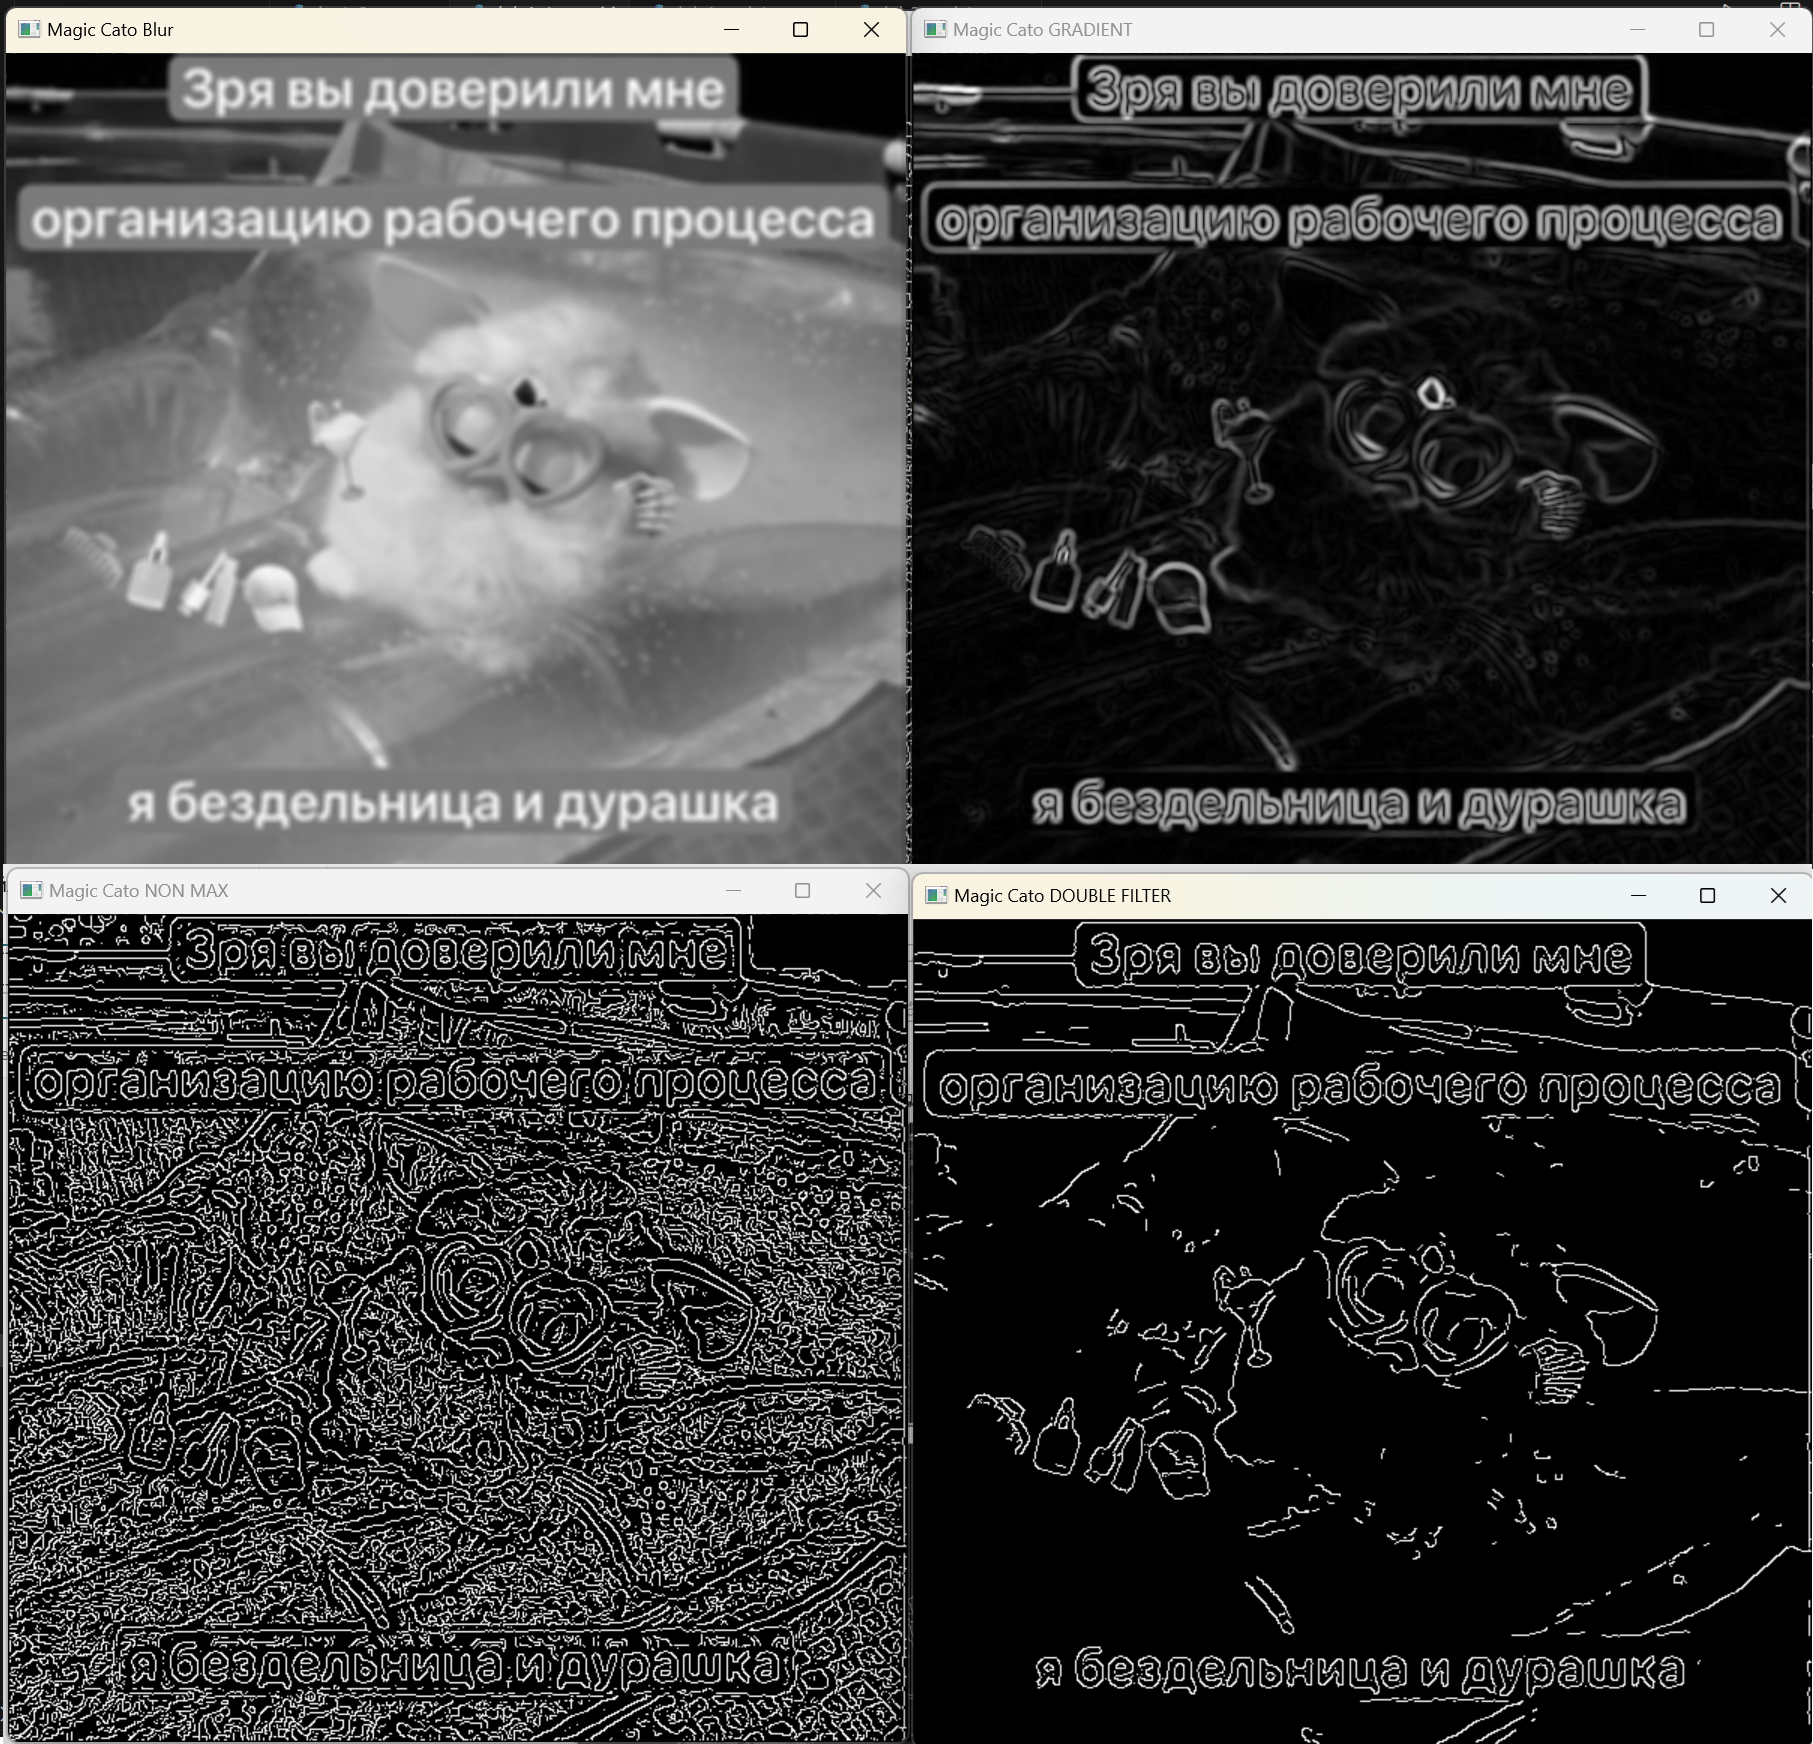 Magic Cato Blur
Зря вы доверили мне
организацию рабочего процесса
я бездельница и дурашка
Magic Cato GRADIENT
Зря вы доверили мне
организацию рабочего процесса
я бездельница и дурашка
Magic Cato NON MAX
Зря вы доверили мне
организацию рабочего процесса
я бездельница и дурашка
Magic Cato DOUBLE FILTER
Зря вы доверили мне
организацию рабочего процесса
я бездельница и дурашка